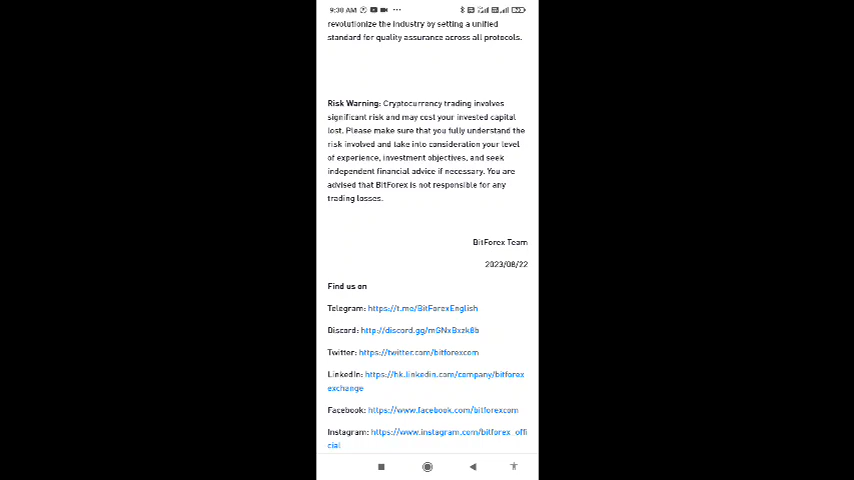 9:38 AM
revolutionize the industry by setting a unified
standard for quality assurance across all protocols.
Risk Warning: Cryptocurrency trading involves
significant risk and may cost your invested capital
lost. Please make sure that you fully understand the
risk involved and take into consideration your level
of experience, investment objectives, and seek
independent financial advice if necessary. You are
advised that BitForex is not responsible for any
trading losses.
BitForex Team
2023/08/22
Find us on
Telegram: https://t.me/BitForexEnglish
Discord:
Twitter: https://twitter.com/bitforexcom
LinkedIn: https://hk.linkedin.com/company/bitforex
exchange
Facebook: https://www.facebook.com/bitforexcom
Instagram: https://www.instagram.com/bitforex_offi
cial